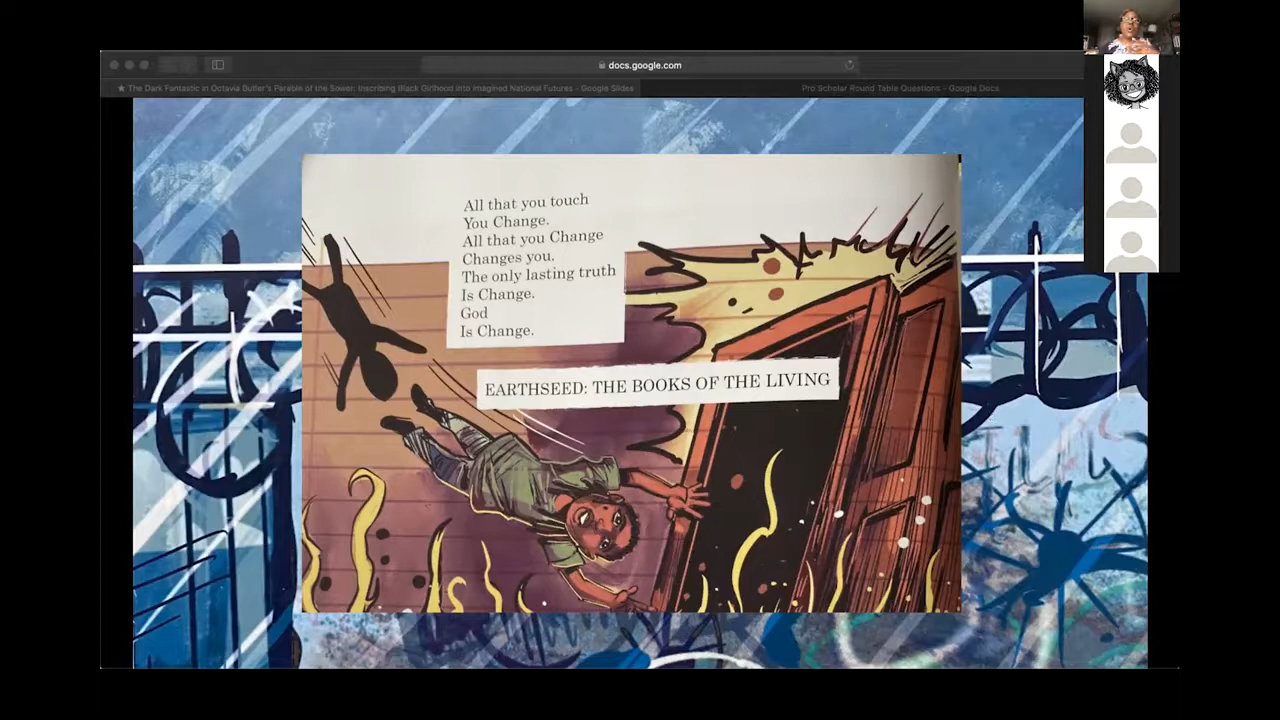 docs.google.com
The Dark Fantastic in Octavia Butler's Parable of the Sower: Inscribing Black Girlhood into Imagined National Futures - Google Slides
Pro Scholar Round Table Questions - Google Docs
All that you touch
You Change.
All that you Change
Changes you.
The only lasting truth
Is Change.
God
Is Change.
EARTHSEED: THE BOOKS OF THE LIVING